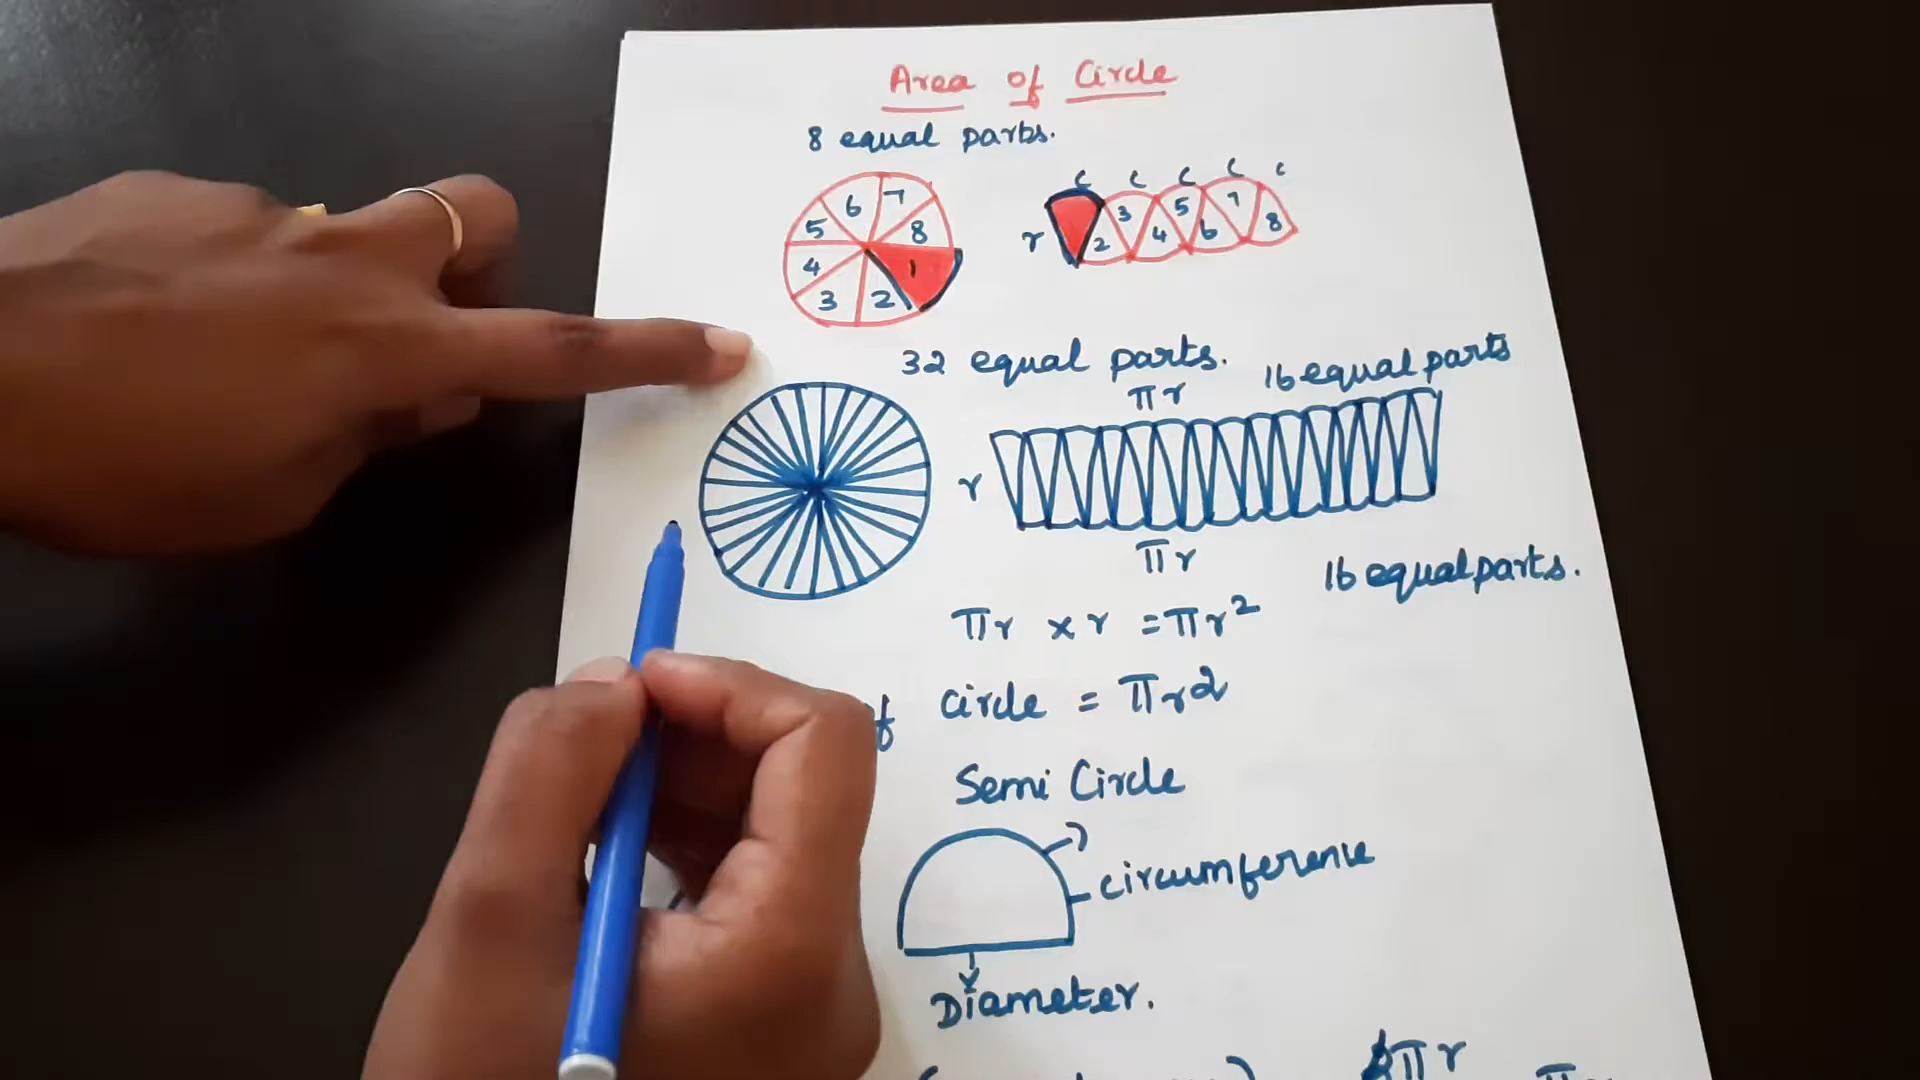 Area of Circle
8 equal parts.
6 7
5 8
4 1
3 2
c c c c c
3 5 7
r 2 4 6 8
32 equal parts. 16 equal parts
πr
r
πr
16 equal parts.
πr × r = πr²
of circle = πr²
Semi Circle
circumference
Diameter.
πr